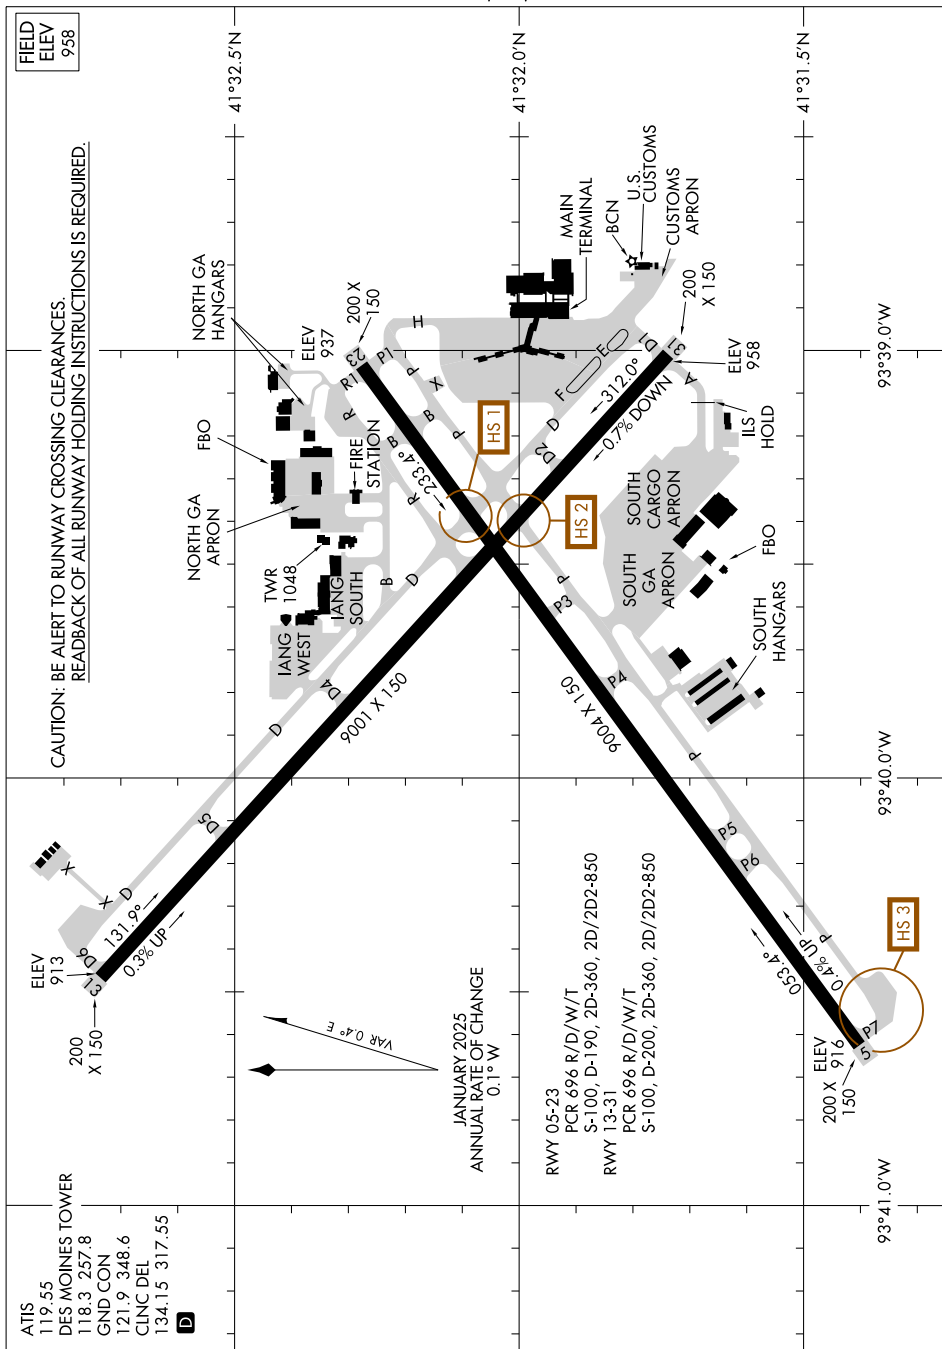 FIELD
ELEV
958
CAUTION: BE ALERT TO RUNWAY CROSSING CLEARANCES.
READBACK OF ALL RUNWAY HOLDING INSTRUCTIONS IS REQUIRED.
ATIS
119.55
DES MOINES TOWER
118.3 257.8
GND CON
121.9 348.6
CLNC DEL
134.15 317.55
D
41°32.5'N
41°32.0'N
41°31.5'N
93°39.0'W
93°40.0'W
93°41.0'W
JANUARY 2025
ANNUAL RATE OF CHANGE
0.1° W
VAR 0.4° E
RWY 05-23
PCR 696 R/D/W/T
S-100, D-190, 2D-360, 2D/2D2-850
RWY 13-31
PCR 696 R/D/W/T
S-100, D-200, 2D-360, 2D/2D2-850
NORTH GA
HANGARS
FBO
NORTH GA
APRON
FIRE
STATION
TWR
1048
IANG
SOUTH
IANG
WEST
MAIN
TERMINAL
BCN
U.S.
CUSTOMS
CUSTOMS
APRON
ILS
HOLD
SOUTH
CARGO
APRON
SOUTH
GA
APRON
FBO
SOUTH
HANGARS
ELEV
937
200 X
150
23
ELEV
958
200
X 150
31
ELEV
913
200
X 150
13
ELEV
916
200 X
150
5
9001 X 150
9004 X 150
131.9°
0.3% UP
312.0°
0.7% DOWN
233.4°
053.4°
0.4% UP
HS 1
HS 2
HS 3
R1
R
R
P1
P
P
H
X
B
B
B
D
D4
D
D5
D
D6
X
X
D1
D
D2
E
F
A
P
P3
P4
P
P5
P6
P
P7